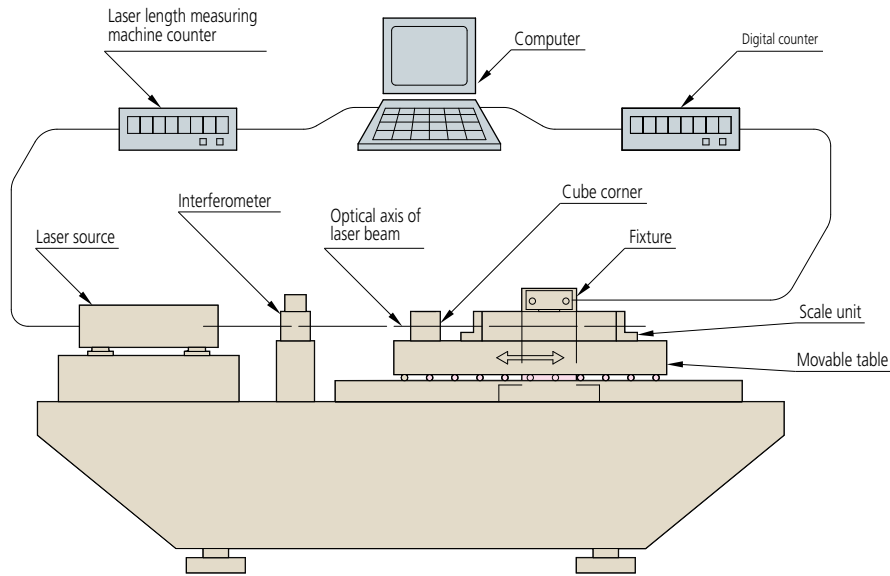 Laser length measuring
machine counter
Computer
Digital counter
Interferometer
Cube corner
Optical axis of
laser beam
Laser source
Fixture
Scale unit
Movable table